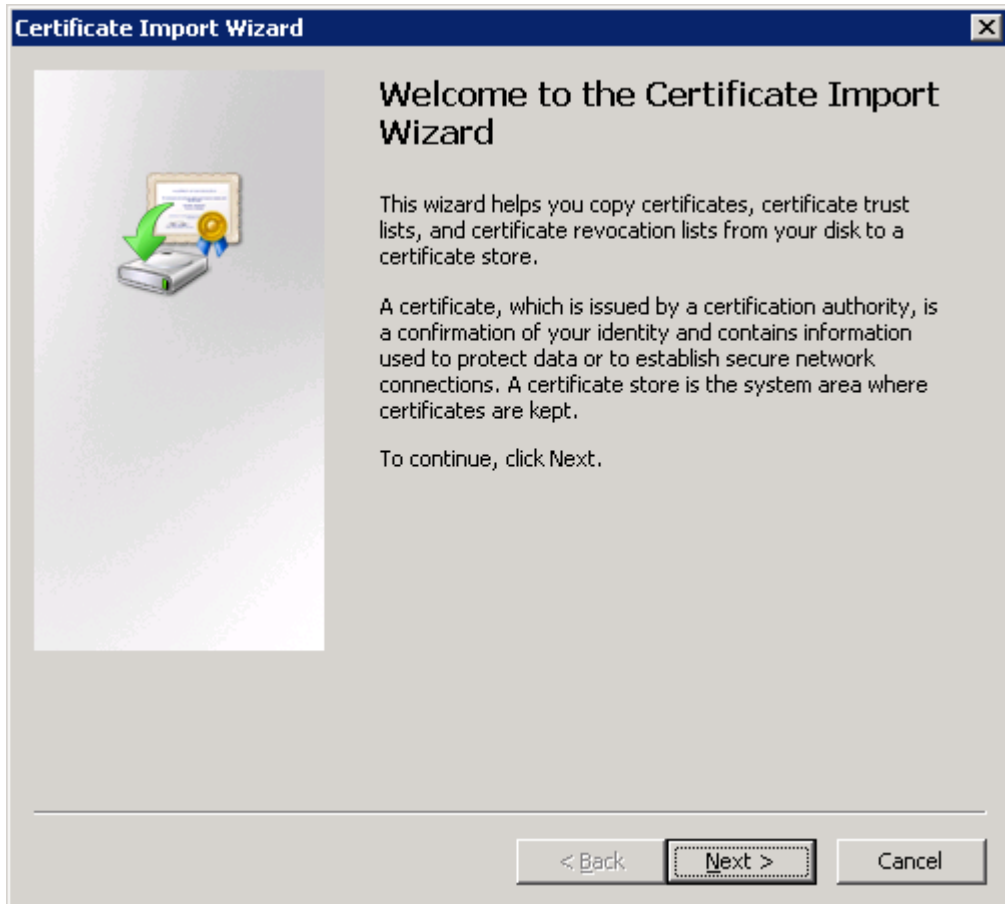 Certificate Import Wizard
Welcome to the Certificate Import
Wizard
This wizard helps you copy certificates, certificate trust
lists, and certificate revocation lists from your disk to a
certificate store.
A certificate, which is issued by a certification authority, is
a confirmation of your identity and contains information
used to protect data or to establish secure network
connections. A certificate store is the system area where
certificates are kept.
To continue, click Next.
< Back
Next >
Cancel